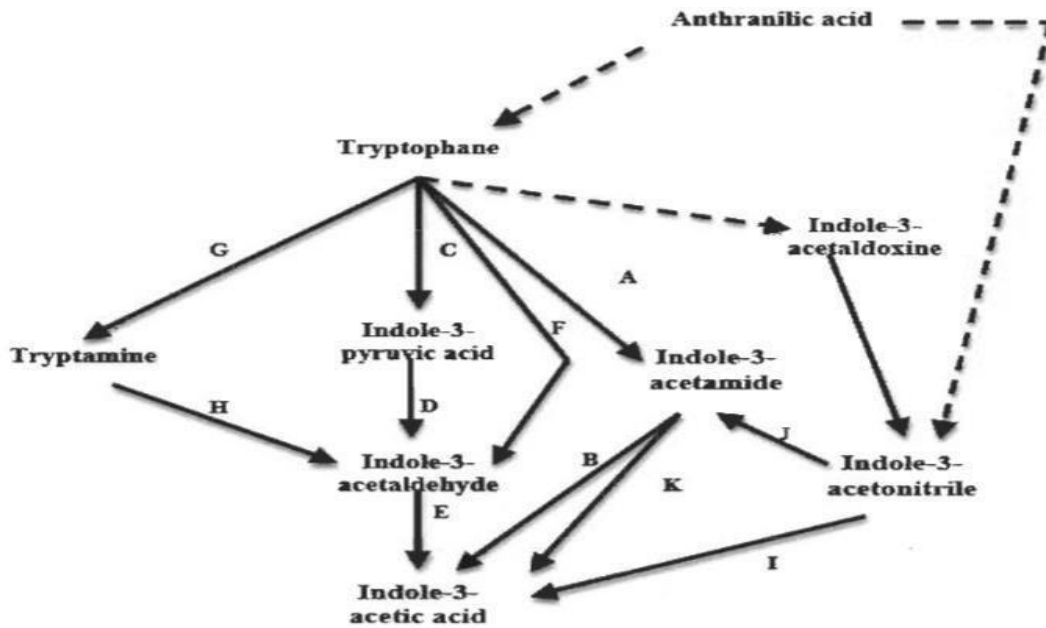 Anthranilic acid
Tryptophane
Indole-3-
acetaldoxine
G
C
A
F
Indole-3-
pyruvic acid
Tryptamine
Indole-3-
acetamide
H
D
J
B
K
Indole-3-
acetaldehyde
Indole-3-
acetonitrile
E
I
Indole-3-
acetic acid